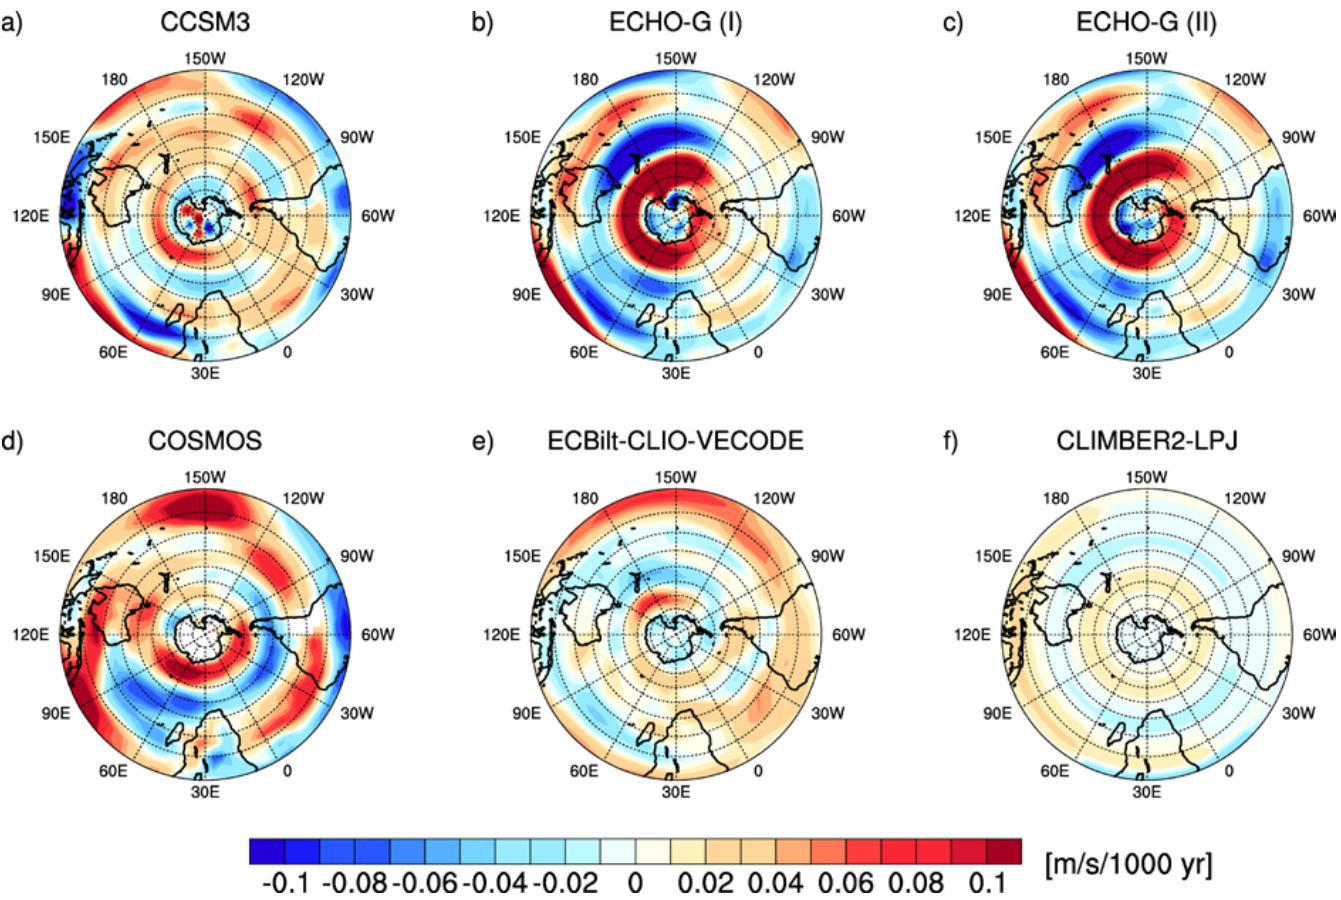 a) CCSM3
b) ECHO-G (I)
c) ECHO-G (II)
150W 150W 150W
180 120W 180 120W 180 120W
150E 90W 150E 90W 150E 90W
120E 60W 120E 60W 120E 60W
90E 30W 90E 30W 90E 30W
60E 0 60E 0 60E 0
30E 30E 30E
d) COSMOS
e) ECBilt-CLIO-VECODE
f) CLIMBER2-LPJ
150W 150W 150W
180 120W 180 120W 180 120W
150E 90W 150E 90W 150E 90W
120E 60W 120E 60W 120E 60W
90E 30W 90E 30W 90E 30W
60E 0 60E 0 60E 0
30E 30E 30E
-0.1 -0.08 -0.06 -0.04 -0.02 0 0.02 0.04 0.06 0.08 0.1 [m/s/1000 yr]